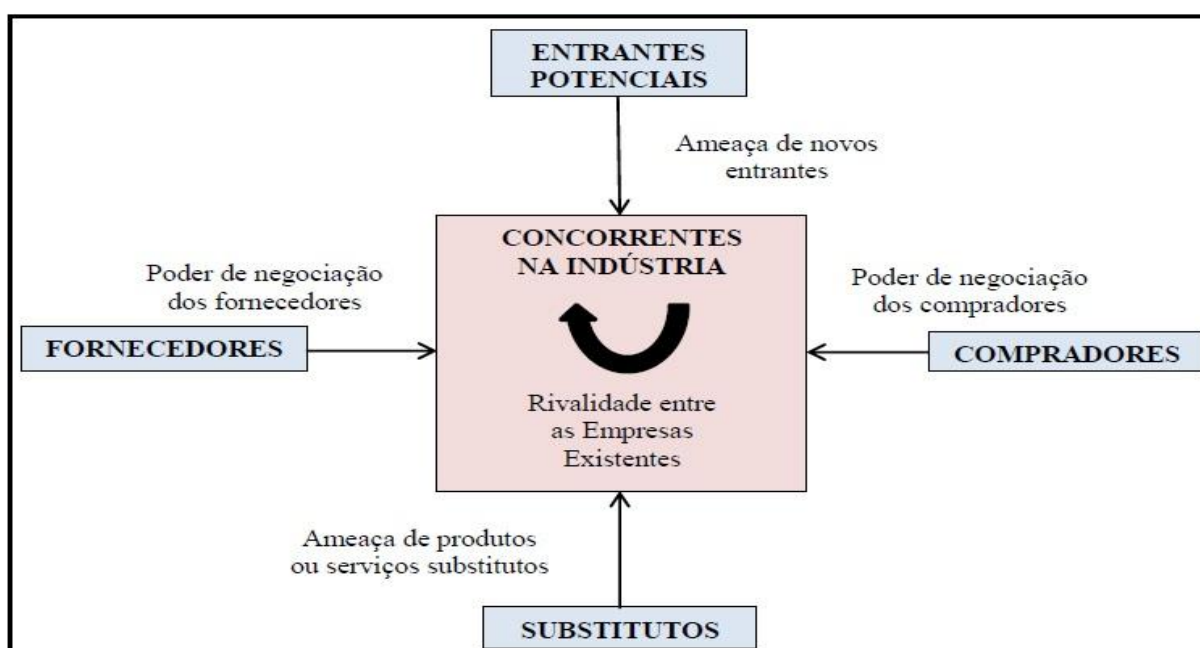 ENTRANTES
POTENCIAIS
Ameaça de novos
entrantes
CONCORRENTES
NA INDÚSTRIA
Poder de negociação
dos fornecedores
FORNECEDORES
Poder de negociação
dos compradores
COMPRADORES
Rivalidade entre
as Empresas
Existentes
Ameaça de produtos
ou serviços substitutos
SUBSTITUTOS